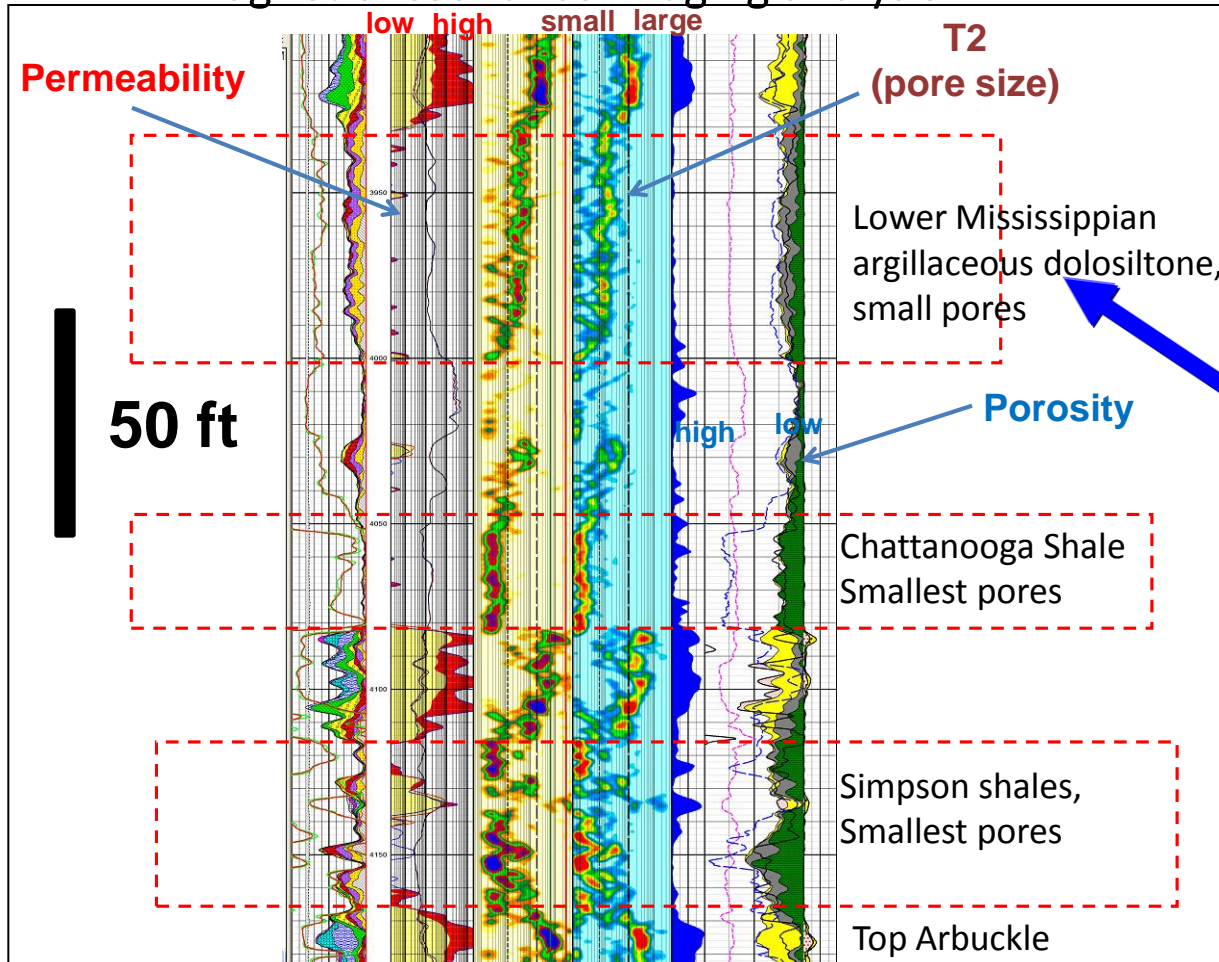 low high small large
T2
(pore size)
Permeability
3950
Lower Mississippian
argillaceous dolosiltone,
small pores
4000
50 ft
high low
Porosity
4050
Chattanooga Shale
Smallest pores
4100
Simpson shales,
Smallest pores
4150
Top Arbuckle